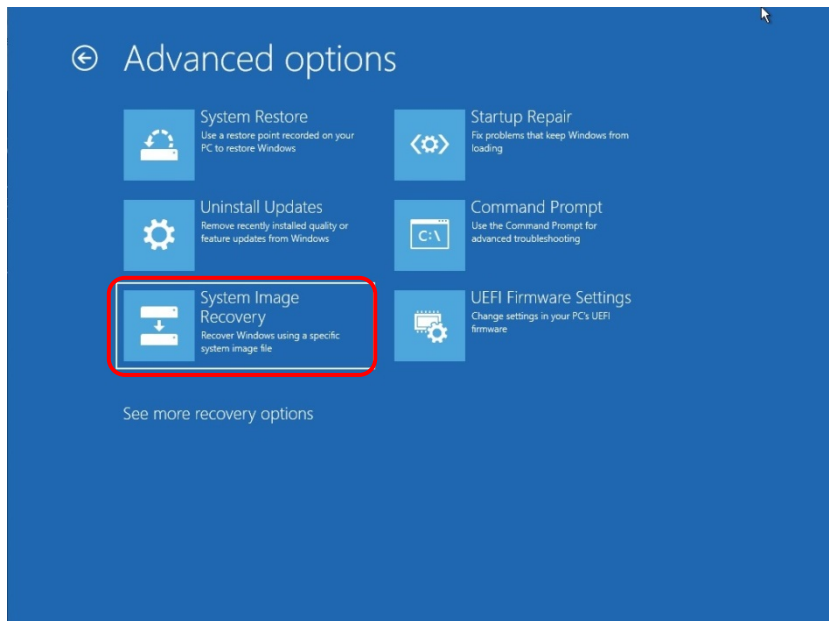 Advanced options
System Restore
Use a restore point recorded on your
PC to restore Windows
Startup Repair
Fix problems that keep Windows from
loading
Uninstall Updates
Remove recently installed quality or
feature updates from Windows
C:\
Command Prompt
Use the Command Prompt for
advanced troubleshooting
System Image
Recovery
Recover Windows using a specific
system image file
UEFI Firmware Settings
Change settings in your PC's UEFI
firmware
See more recovery options